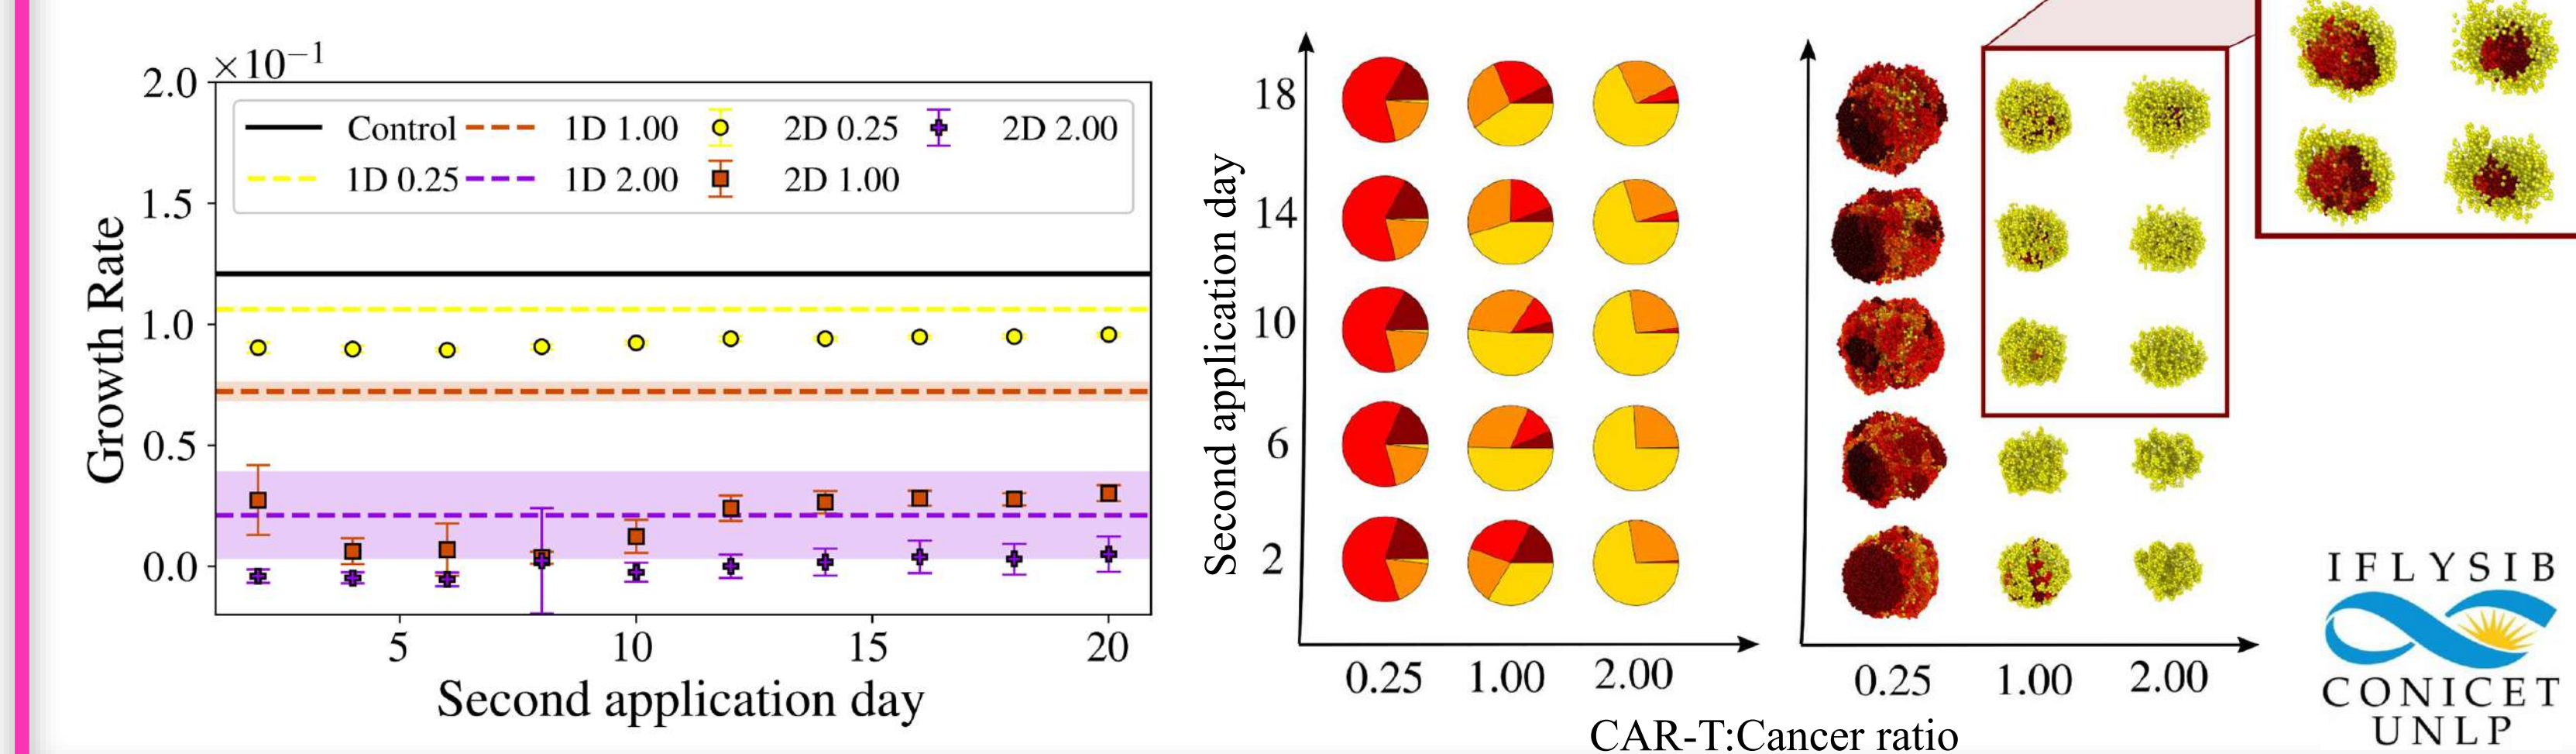 ×10⁻¹
2.0
1.5
1.0
0.5
0.0
Growth Rate
Control
1D 1.00
2D 0.25
2D 2.00
1D 0.25
1D 2.00
2D 1.00
5
10
15
20
Second application day
Second application day
18
14
10
6
2
0.25
1.00
2.00
0.25
1.00
2.00
CAR-T:Cancer ratio
IFLYSIB
CONICET
UNLP